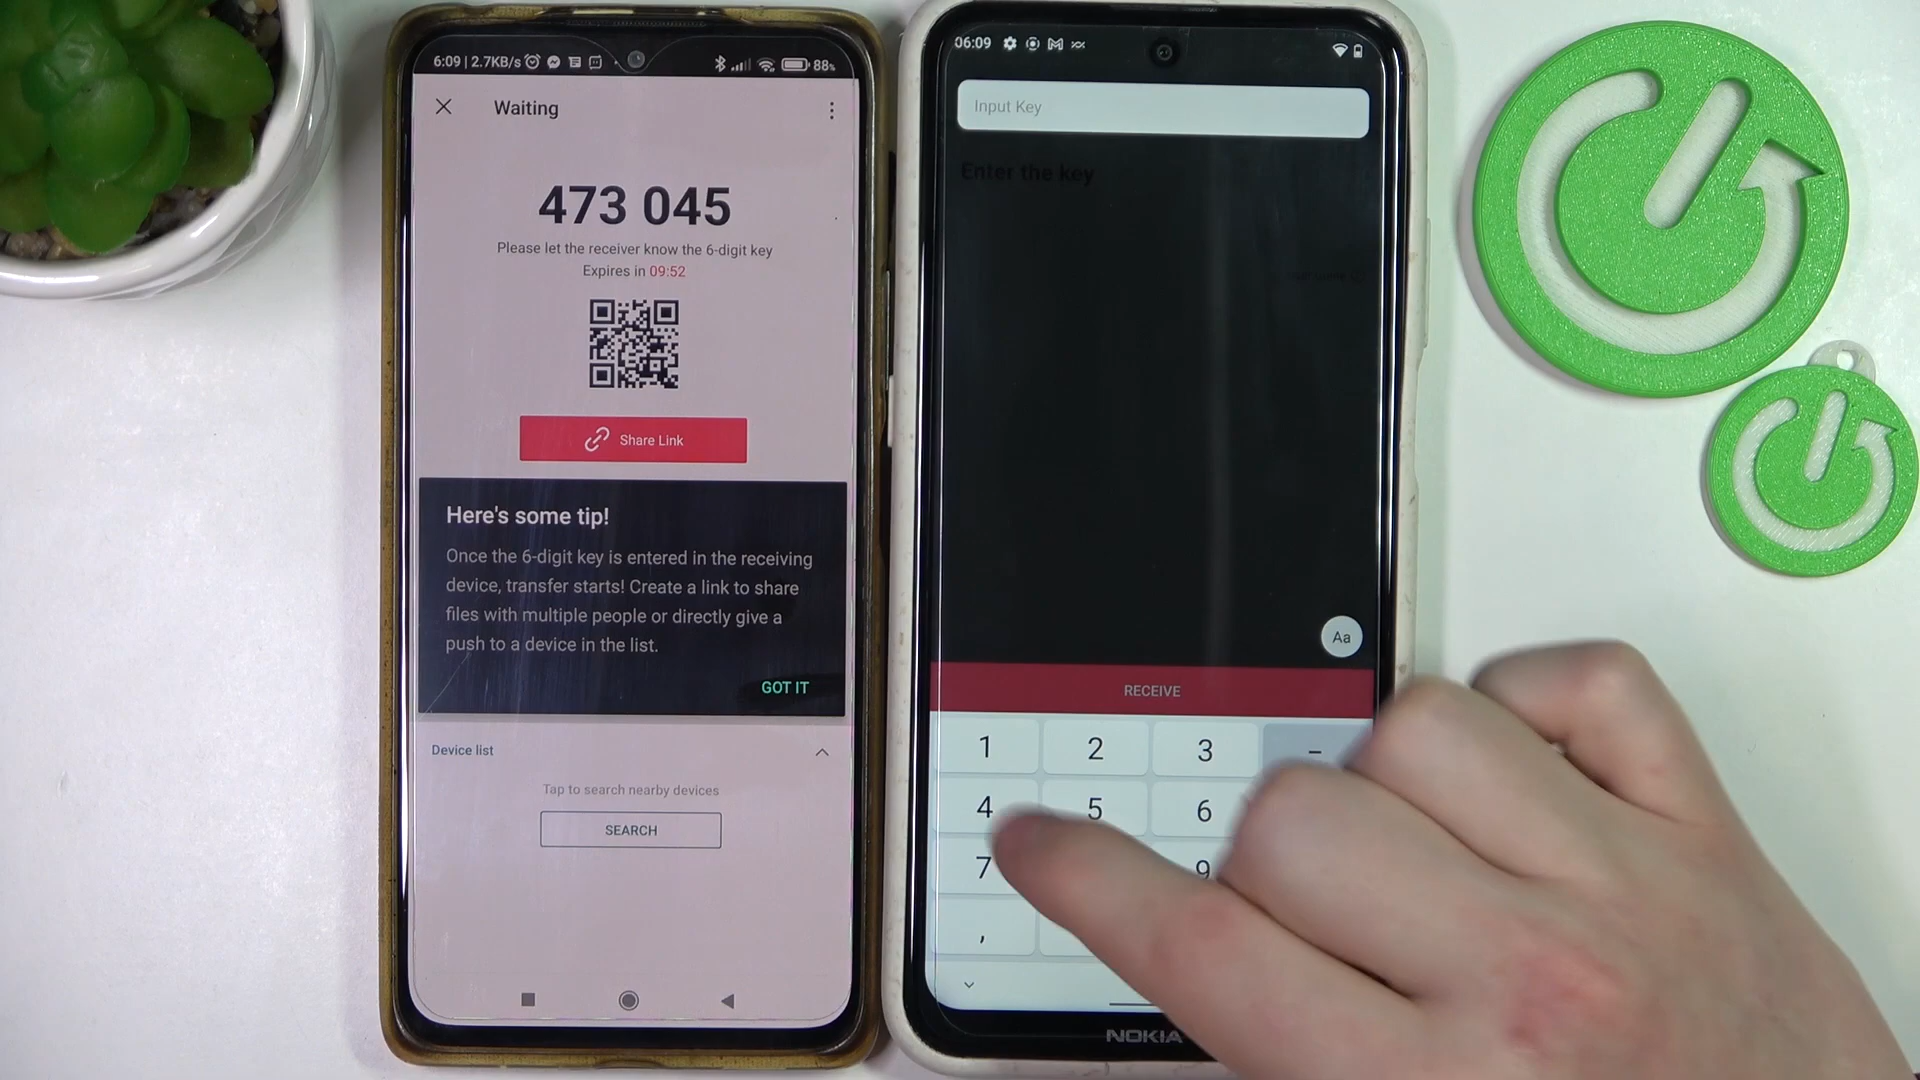 6:09 | 2.7KB/s
88%
Waiting
473 045
Please let the receiver know the 6-digit key
Expires in 09:52
Share Link
Here's some tip!
Once the 6-digit key is entered in the receiving
device, transfer starts! Create a link to share
files with multiple people or directly give a
push to a device in the list.
GOT IT
Device list
Tap to search nearby devices
SEARCH
06:09
Input Key
Enter the key
Aa
RECEIVE
1 2 3 –
4 5 6
7 9
,
NOKIA